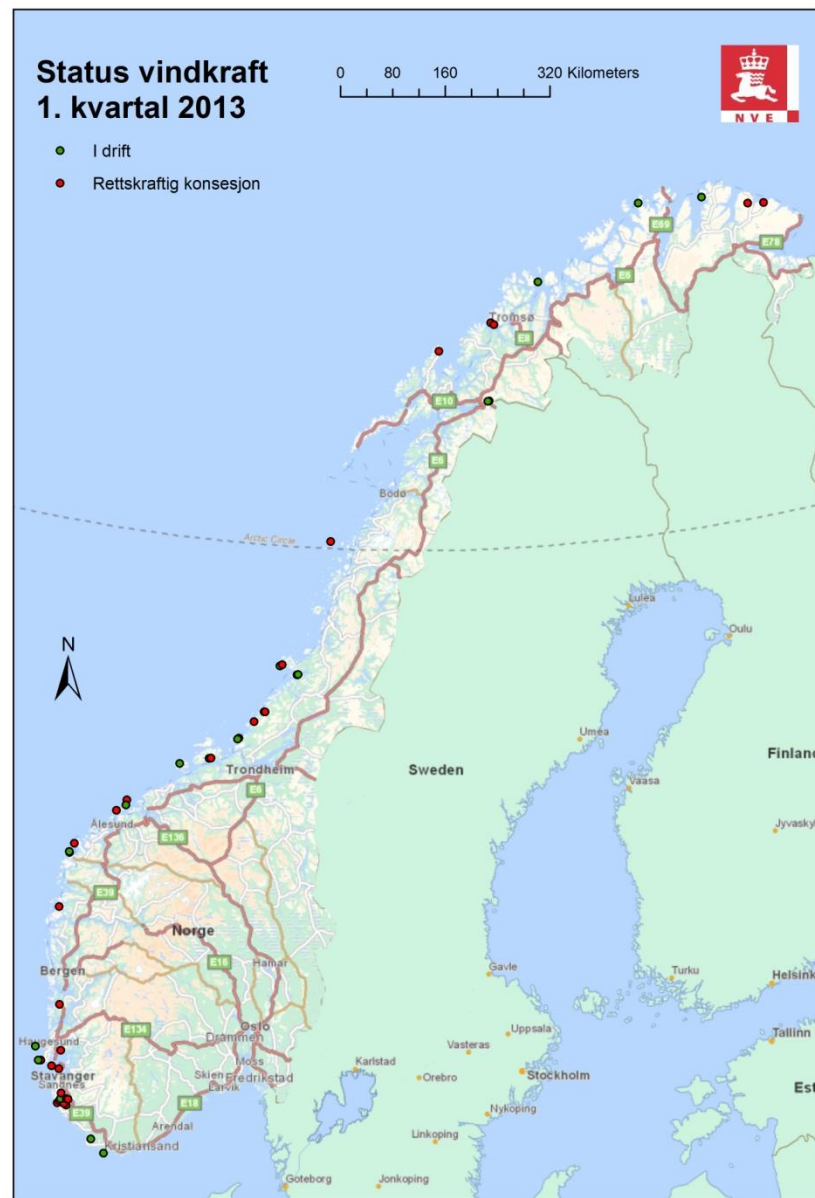 Status vindkraft
1. kvartal 2013
0 80 160 320 Kilometers
NVE
I drift
Rettskraftig konsesjon
E69
E78
E6
Tromsø
E8
E10
E6
Bodø
Arctic Circle
Lulea
Oulu
N
Umea
Trondheim
Sweden
Finland
Vaasa
E6
Ålesund
Jyvaskyl
E136
E39
Norge
Bergen
E16
Hamar
Gavle
Turku
Helsink
E134
Oslo
Drammen
Uppsala
Tallinn
Haugesund
Moss
Vasteras
Karlstad
Stavanger
Skien
Fredrikstad
Orebro
Stockholm
Est
Sandnes
Larvik
E39
E18
Nykoping
Arendal
Kristiansand
Linkoping
Goteborg
Jonkoping